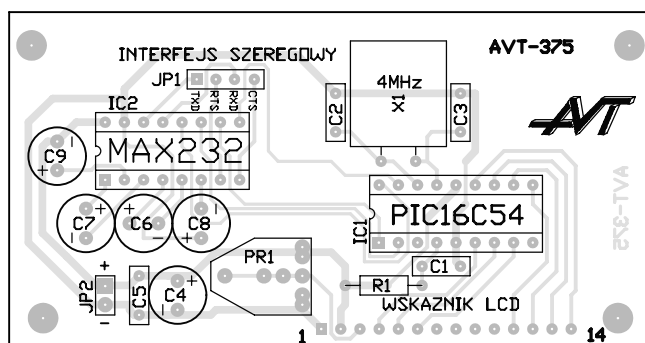 AVT-375
INTERFEJS SZEREGOWY
JP1
TXD
RTS
RXD
CTS
4MHz
X1
C2
C3
IC2
MAX232
AVT
C9
+
-
C7
+
-
C6
+
-
C8
-
+
IC1
PIC16C54
AVT-375
PR1
C1
R1
+
JP2
-
C5
C4
+
-
WSKAZNIK LCD
1
14